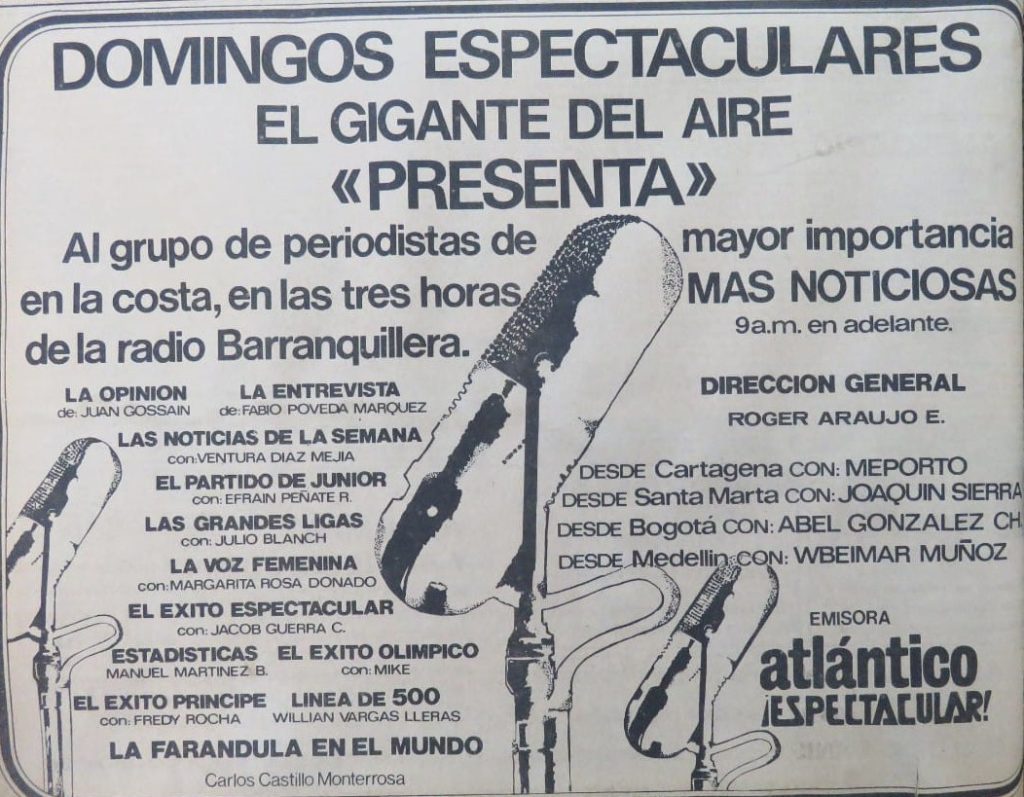 DOMINGOS ESPECTACULARES
EL GIGANTE DEL AIRE
«PRESENTA»
Al grupo de periodistas de mayor importancia
en la costa, en las tres horas MAS NOTICIOSAS
de la radio Barranquillera. 9a.m. en adelante.
LA OPINION LA ENTREVISTA
de: JUAN GOSSAIN de: FABIO POVEDA MARQUEZ
LAS NOTICIAS DE LA SEMANA
con: VENTURA DIAZ MEJIA
EL PARTIDO DE JUNIOR
con: EFRAIN PEÑATE R.
LAS GRANDES LIGAS
con: JULIO BLANCH
LA VOZ FEMENINA
con: MARGARITA ROSA DONADO
EL EXITO ESPECTACULAR
con: JACOB GUERRA C.
ESTADISTICAS EL EXITO OLIMPICO
MANUEL MARTINEZ B. con: MIKE
EL EXITO PRINCIPE LINEA DE 500
con: FREDY ROCHA WILLIAN VARGAS LLERAS
LA FARANDULA EN EL MUNDO
Carlos Castillo Monterrosa
DIRECCION GENERAL
ROGER ARAUJO E.
DESDE Cartagena CON: MEPORTO
DESDE Santa Marta CON: JOAQUIN SIERRA
DESDE Bogotá CON: ABEL GONZALEZ CH
DESDE Medellin CON: WBEIMAR MUÑOZ
EMISORA
atlántico
¡ESPECTACULAR!